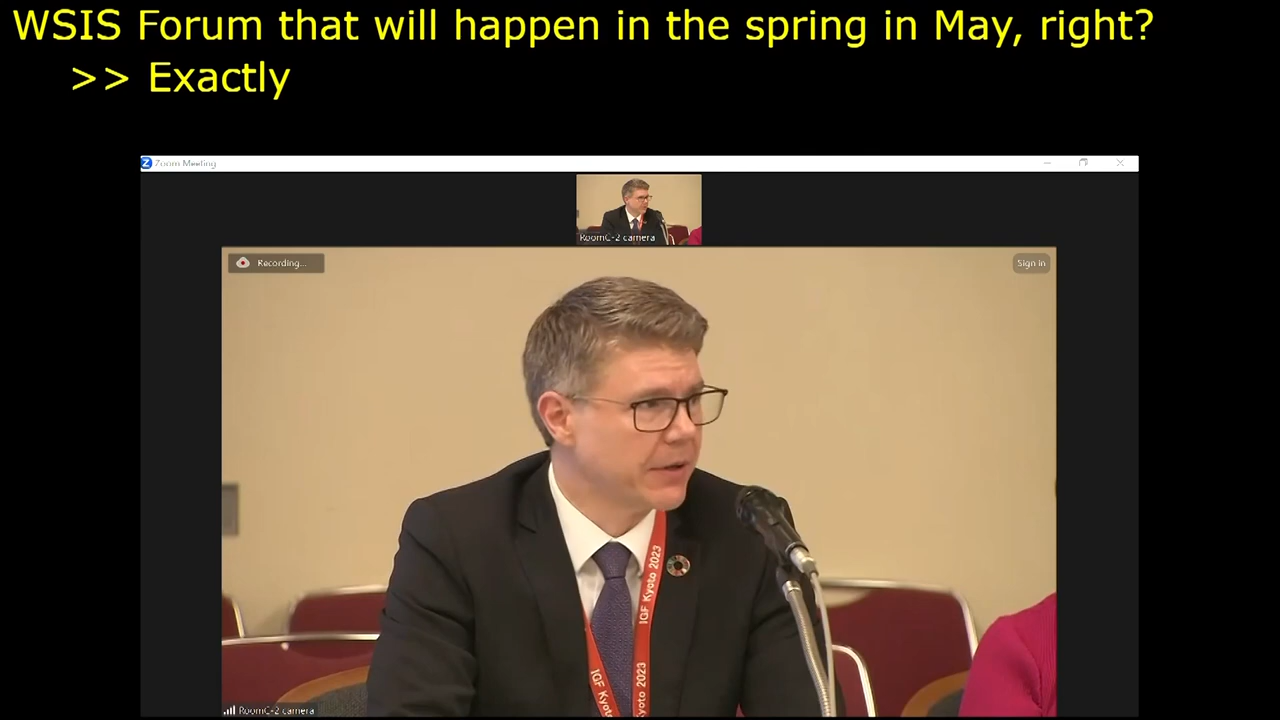 WSIS Forum that will happen in the spring in May, right?
>> Exactly
Zoom Meeting
RoomC-2 camera
Recording...
Sign in
IGF Kyoto 2023
IGF Kyoto
2023
RoomC-2 camera